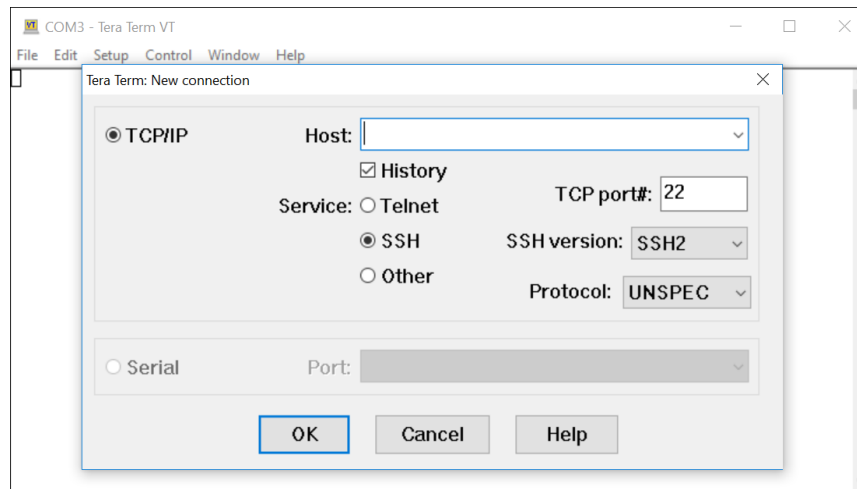 VT COM3 - Tera Term VT
File Edit Setup Control Window Help
Tera Term: New connection
TCP/IP Host:
History
TCP port#: 22
Service: Telnet
SSH SSH version: SSH2
Other
Protocol: UNSPEC
Serial Port:
OK Cancel Help